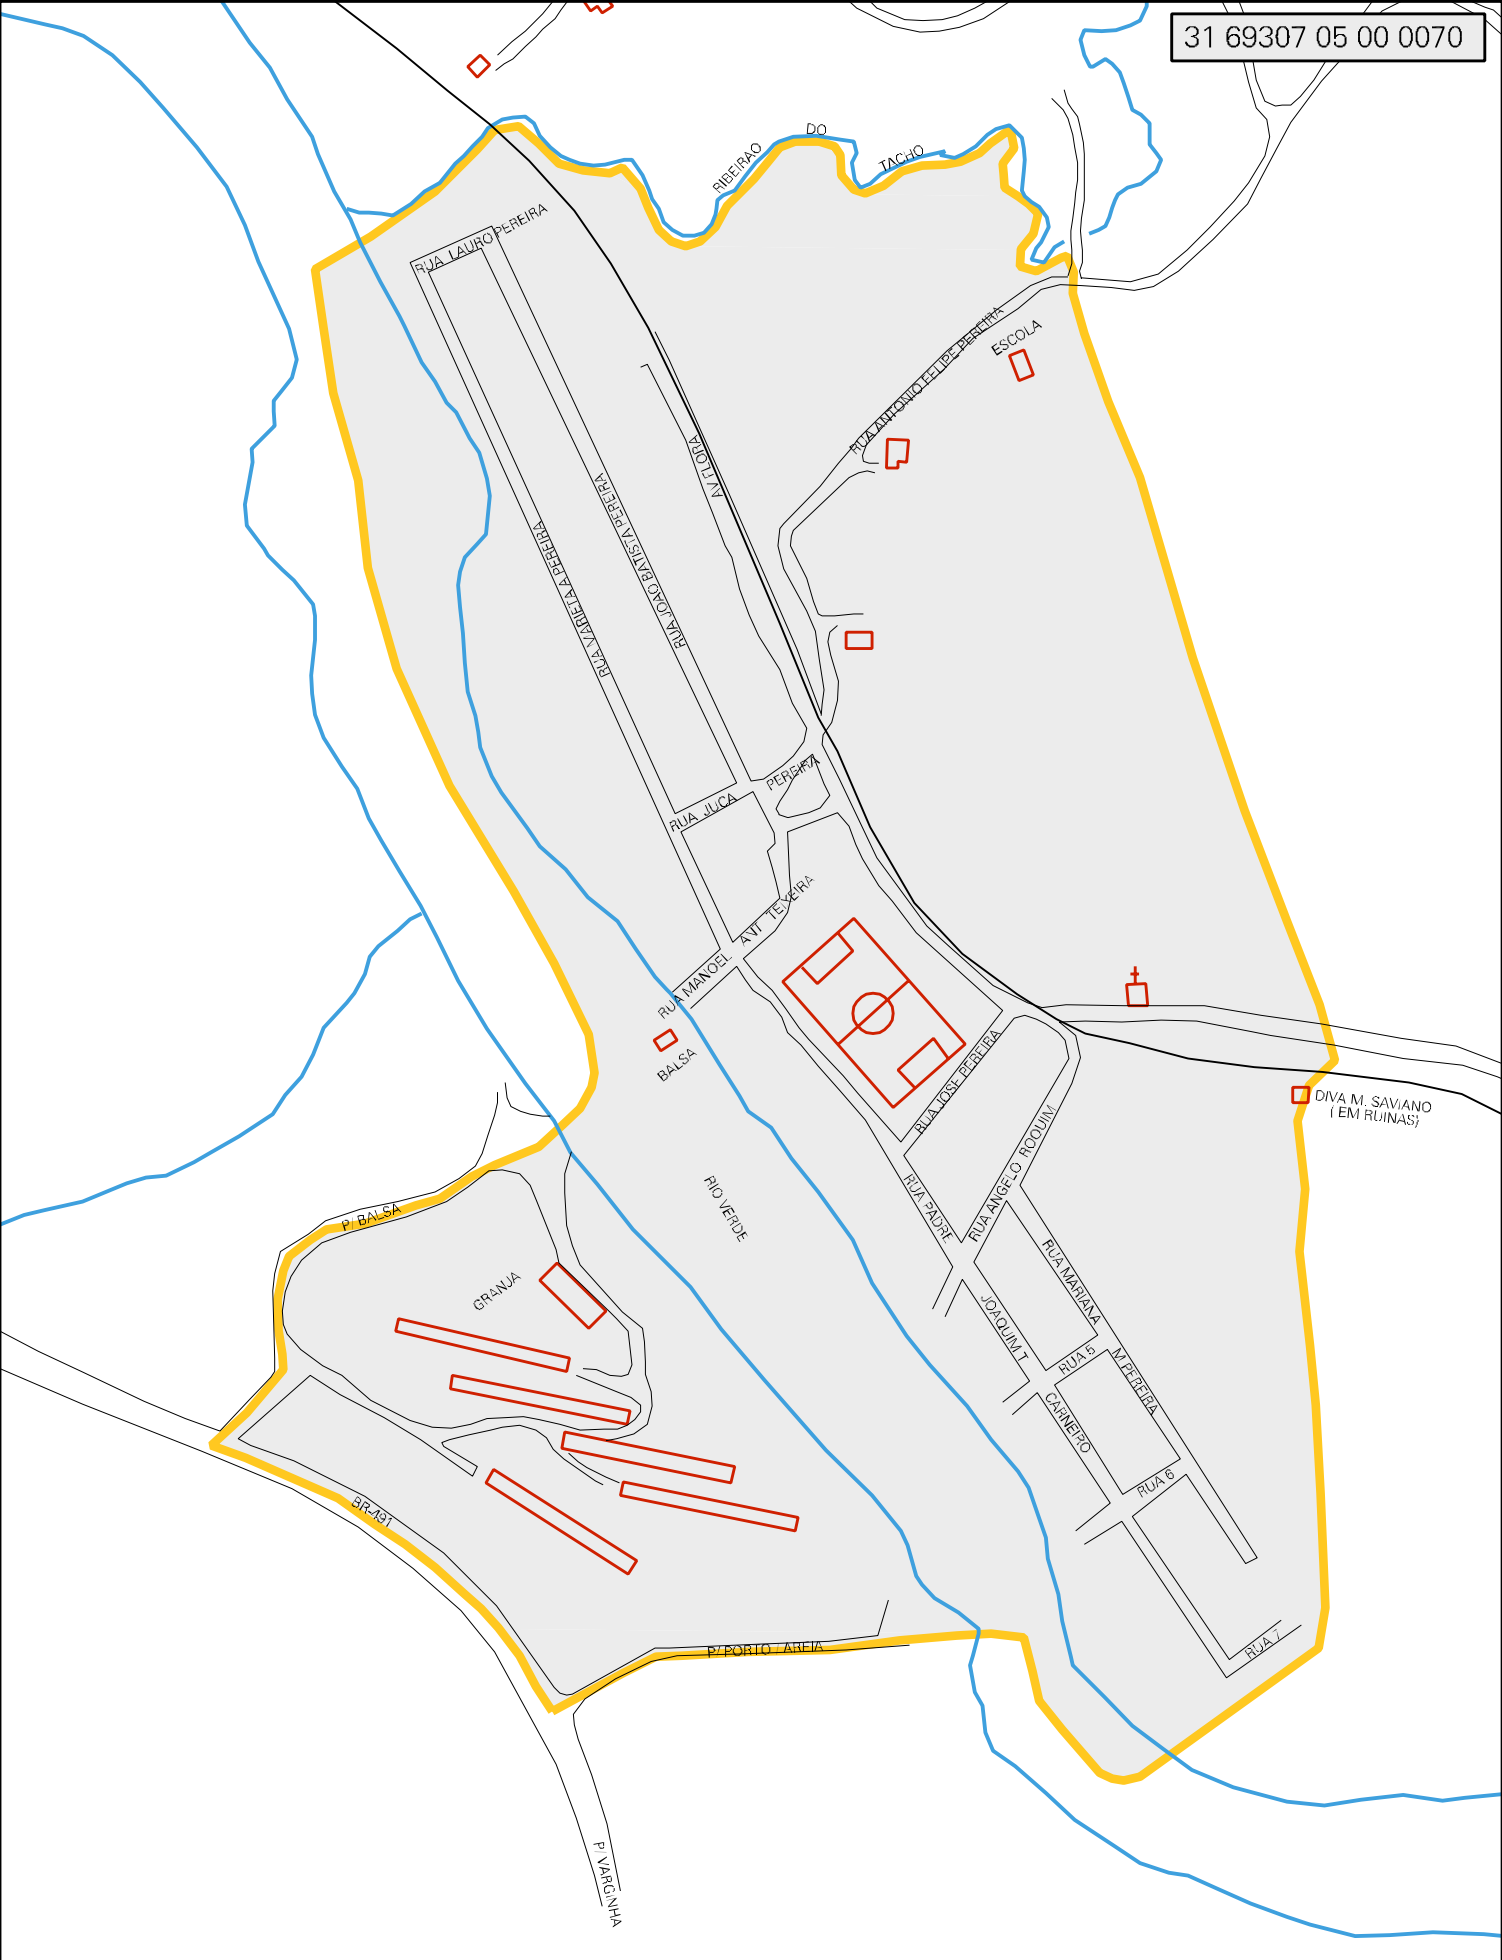 31 69307 05 00 0070
RIBEIRAO
DO
TACHO
RUA LAURO PEREIRA
RUA ANTONIO FELIPE PEREIRA
ESCOLA
AV FLORA
RUA JOAO BATISTA PEREIRA
RUA VARIETA A PEREIRA
RUA JUCA PEREIRA
RUA MANOEL ANT TEIXEIRA
BALSA
RUA JOSE PEREIRA
RUA ANGELO ROQUIM
DIVA M. SAVIANO
( EM RUINAS)
RIO VERDE
RUA PADRE
JOAQUIM T.
CARNEIRO
RUA MARIANA
M PEREIRA
RUA 5
RUA 6
RUA 7
P/ BALSA
GRANJA
BR-491
P/ PORTO / AREIA
P/ VARGINHA